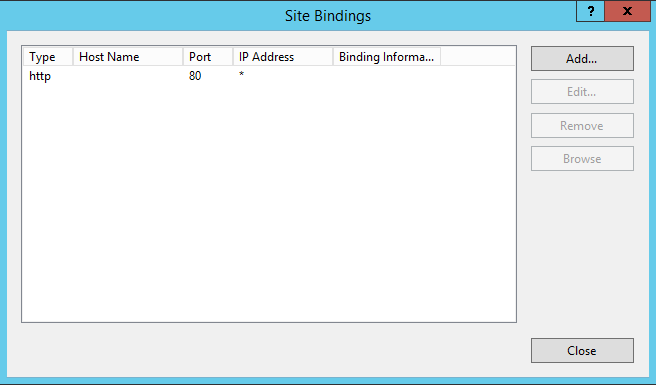 Site Bindings
? x
Type Host Name Port IP Address Binding Informa...
http 80 *
Add...
Edit...
Remove
Browse
Close